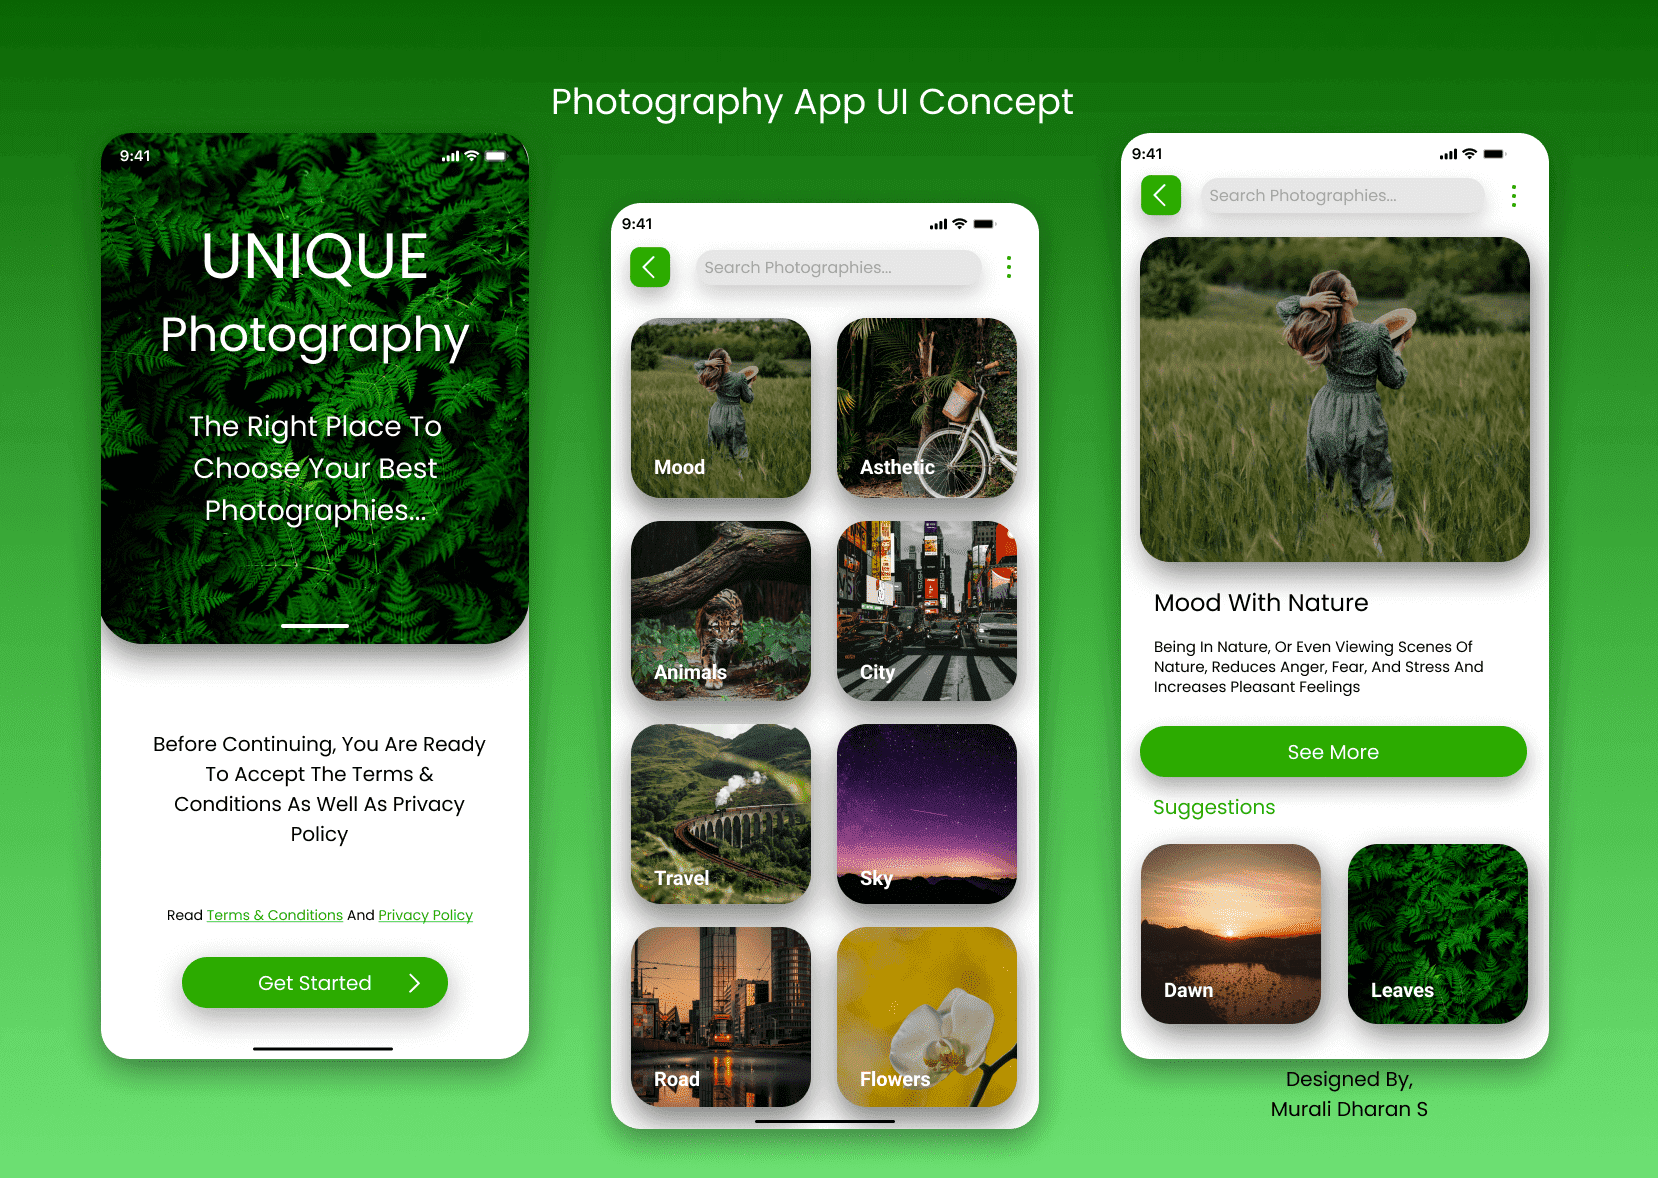 Photography App UI Concept
9:41
UNIQUE
Photography
The Right Place To
Choose Your Best
Photographies...
Before Continuing, You Are Ready
To Accept The Terms &
Conditions As Well As Privacy
Policy
Read Terms & Conditions And Privacy Policy
Get Started
9:41
Search Photographies...
Mood
Asthetic
Animals
City
Travel
Sky
Road
Flowers
9:41
Search Photographies...
Mood With Nature
Being In Nature, Or Even Viewing Scenes Of
Nature, Reduces Anger, Fear, And Stress And
Increases Pleasant Feelings
See More
Suggestions
Dawn
Leaves
Designed By,
Murali Dharan S